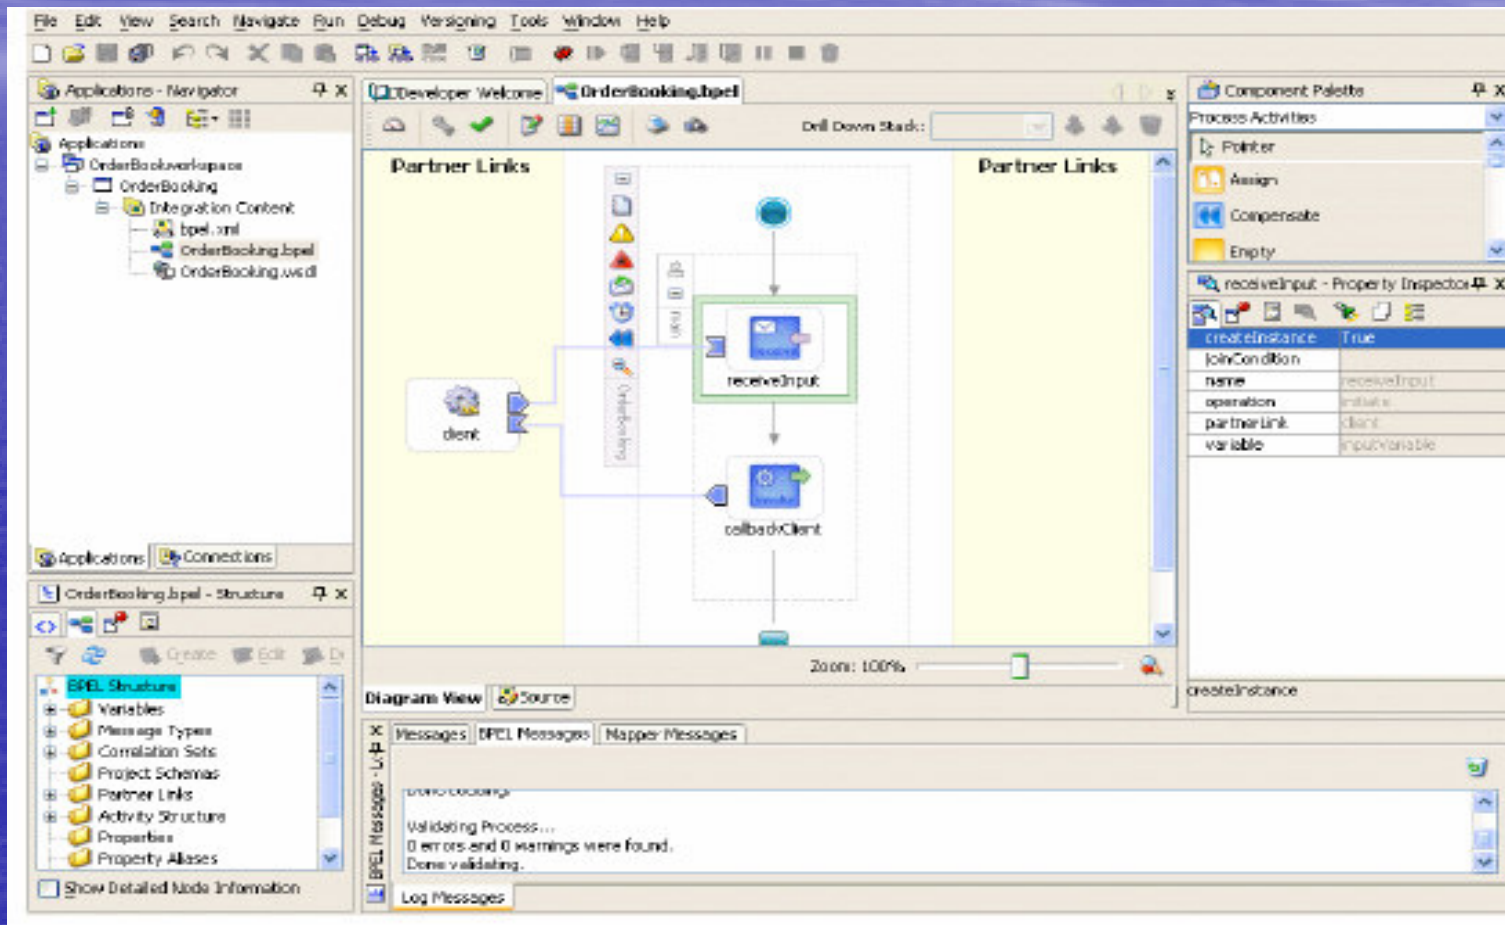 File Edit View Search Navigate Run Debug Versioning Tools Window Help
Applications - Navigator
Applications
OrderBookworkspace
OrderBooking
Integration Content
bpel.xml
OrderBooking.bpel
OrderBooking.wsdl
Applications Connections
OrderBooking.bpel - Structure
Create Edit
BPEL Structure
Variables
Message Types
Correlation Sets
Project Schemas
Partner Links
Activity Structure
Properties
Property Aliases
Show Detailed Node Information
JDeveloper Welcome OrderBooking.bpel
Drill Down Stack:
Partner Links
Partner Links
main
OrderBooking
receiveInput
client
callbackClient
Zoom: 100%
Diagram View Source
Messages BPEL Messages Mapper Messages
Validating Process...
0 errors and 0 warnings were found.
Done validating.
Log Messages
Component Palette
Process Activities
Pointer
Assign
Compensate
Empty
receiveInput - Property Inspector
createInstance True
joinCondition
name receiveInput
operation initiate
partnerLink client
variable inputVariable
createInstance